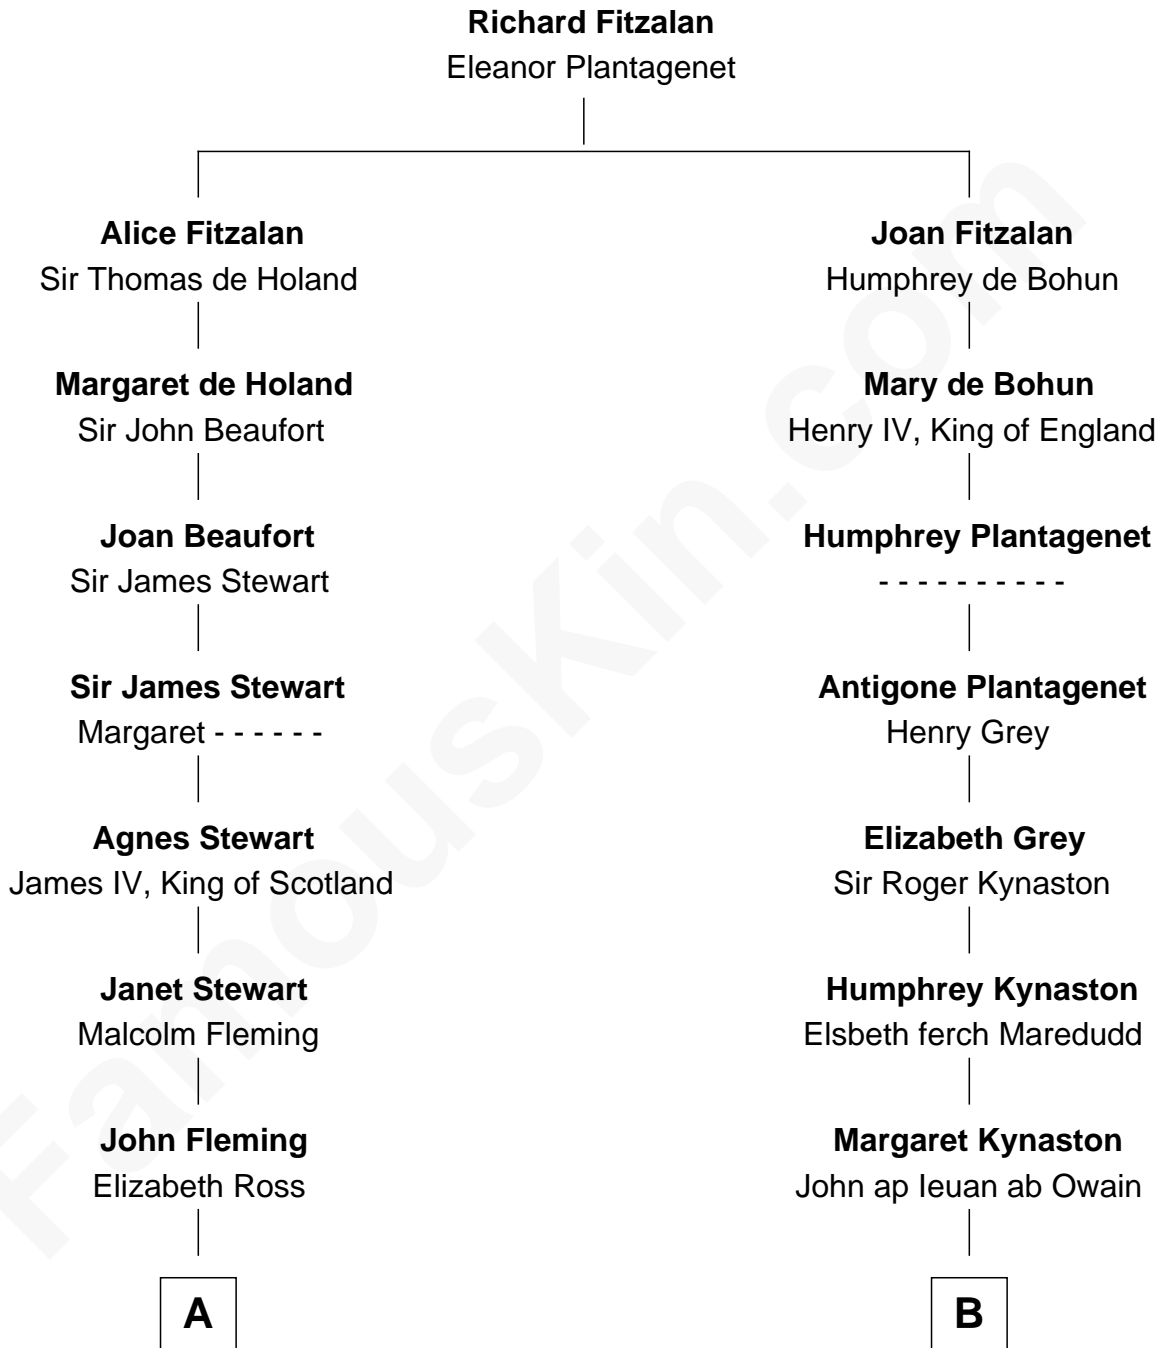 Richard Fitzalan
Eleanor Plantagenet
Alice Fitzalan
Sir Thomas de Holand
Margaret de Holand
Sir John Beaufort
Joan Beaufort
Sir James Stewart
Sir James Stewart
Margaret - - - - - -
Agnes Stewart
James IV, King of Scotland
Janet Stewart
Malcolm Fleming
John Fleming
Elizabeth Ross
A
Joan Fitzalan
Humphrey de Bohun
Mary de Bohun
Henry IV, King of England
Humphrey Plantagenet
- - - - - - - - - -
Antigone Plantagenet
Henry Grey
Elizabeth Grey
Sir Roger Kynaston
Humphrey Kynaston
Elsbeth ferch Maredudd
Margaret Kynaston
John ap Ieuan ab Owain
B
FamousKin.com